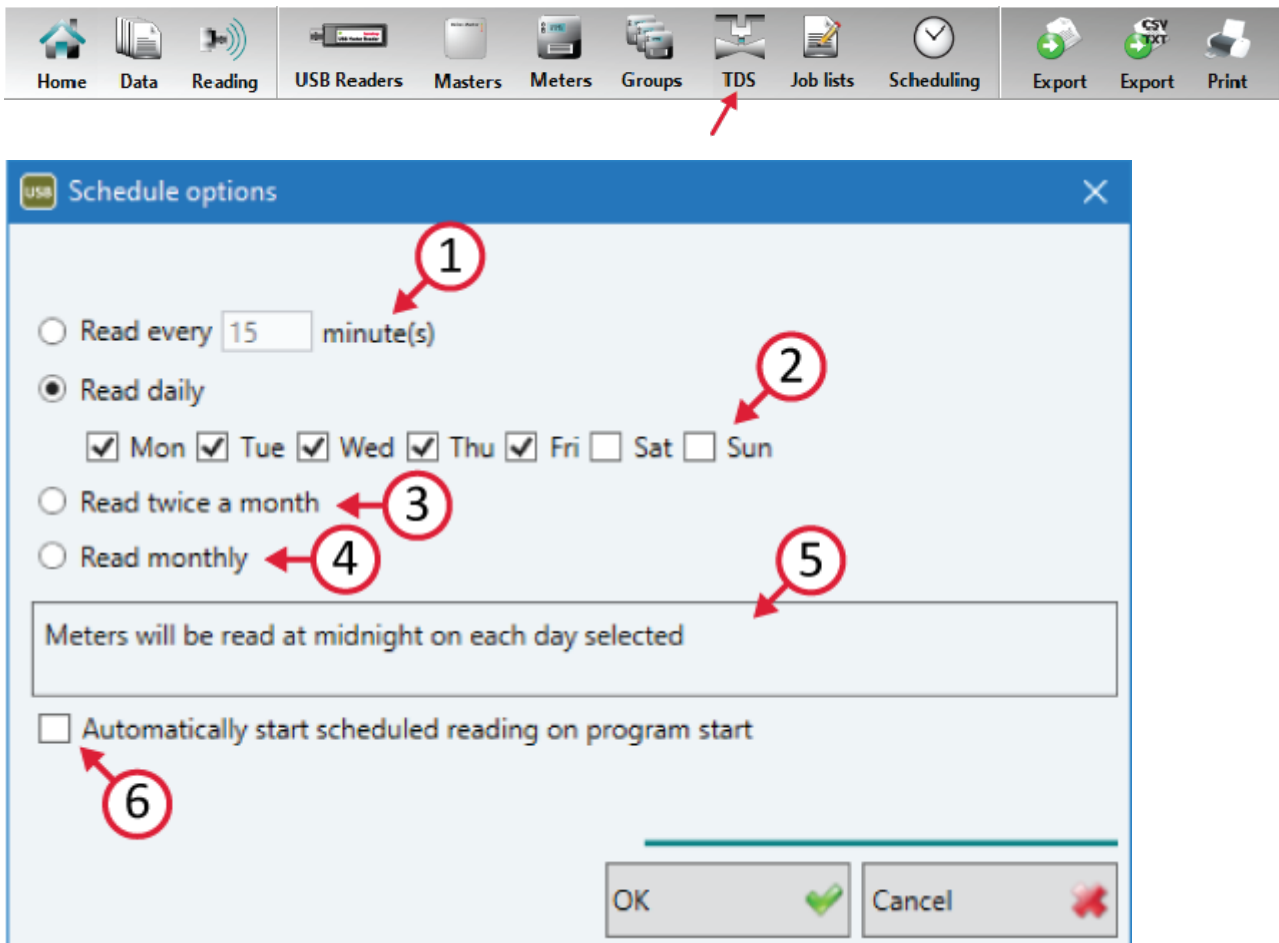 Home Data Reading USB Readers Masters Meters Groups TDS Job lists Scheduling Export Export Print
CSV
TXT
USB Schedule options
1
Read every 15 minute(s)
2
Read daily
Mon Tue Wed Thu Fri Sat Sun
Read twice a month 3
Read monthly 4
5
Meters will be read at midnight on each day selected
Automatically start scheduled reading on program start
6
OK Cancel